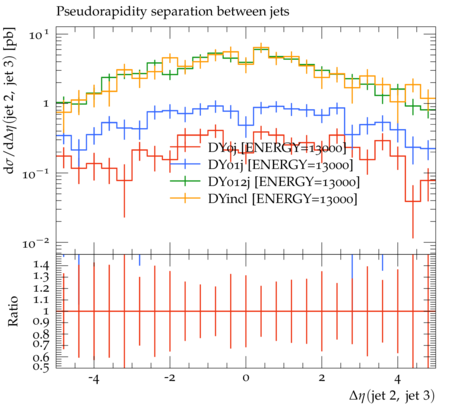 Pseudorapidity separation between jets
dσ/dΔη(jet 2, jet 3) [pb]
10¹
1
10⁻¹
10⁻²
DY0j [ENERGY=13000]
DY01j [ENERGY=13000]
DY012j [ENERGY=13000]
DYincl [ENERGY=13000]
Ratio
1.4
1.3
1.2
1.1
1
0.9
0.8
0.7
0.6
0.5
-4 -2 0 2 4
Δη(jet 2, jet 3)